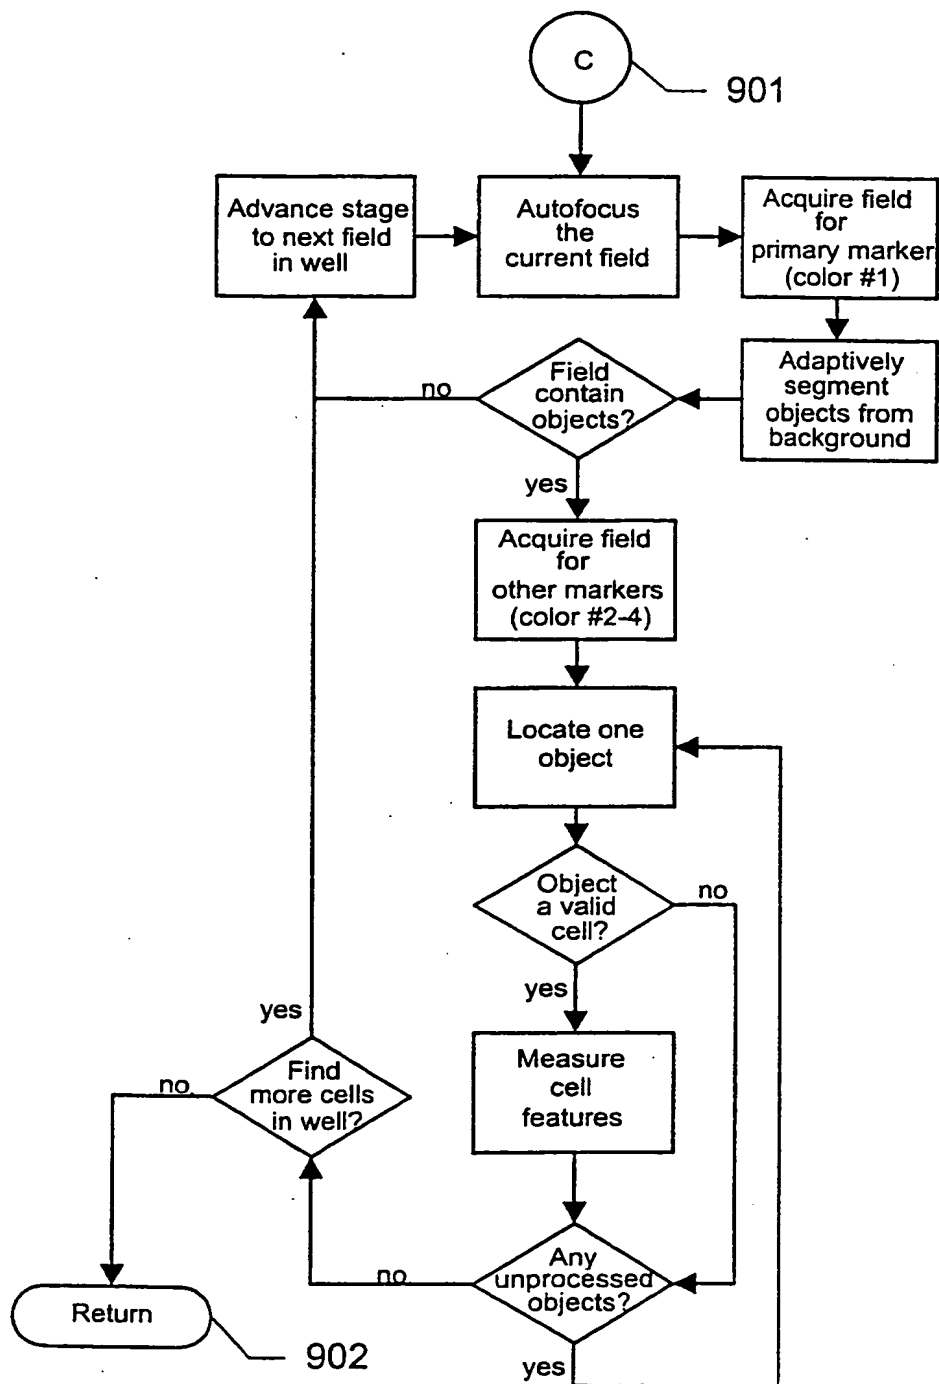 C
901
Advance stage
to next field
in well
Autofocus
the
current field
Acquire field
for
primary marker
(color #1)
Field
contain
objects?
no
Adaptively
segment
objects from
background
yes
Acquire field
for
other markers
(color #2-4)
Locate one
object
Object
a valid
cell?
no
yes
Measure
cell
features
yes
Find
more cells
in well?
no
Any
unprocessed
objects?
no
yes
Return
902